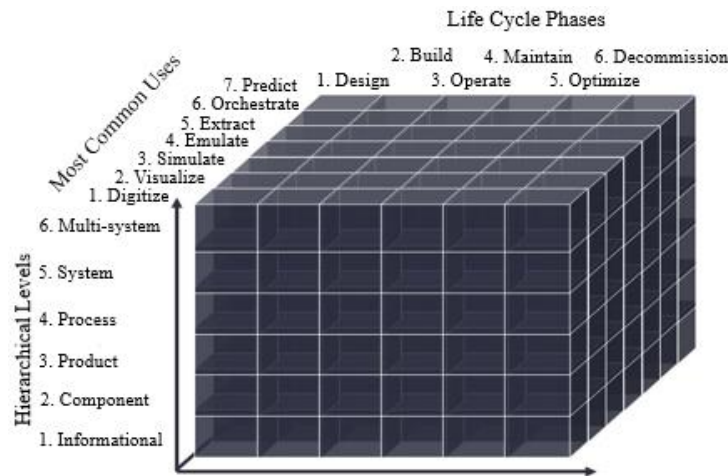 Life Cycle Phases
2. Build
4. Maintain
6. Decommission
1. Design
3. Operate
5. Optimize
Most Common Uses
7. Predict
6. Orchestrate
5. Extract
4. Emulate
3. Simulate
2. Visualize
1. Digitize
Hierarchical Levels
6. Multi-system
5. System
4. Process
3. Product
2. Component
1. Informational